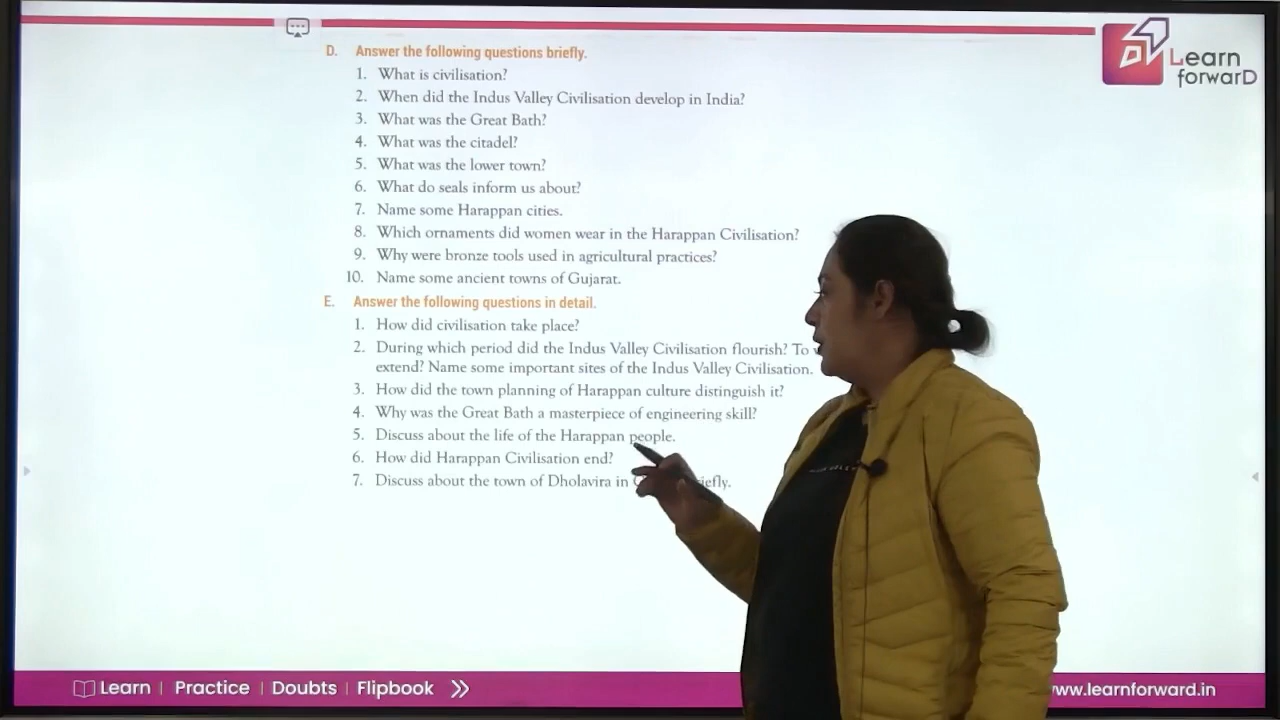 Learn
forwarD
D. Answer the following questions briefly.
1. What is civilisation?
2. When did the Indus Valley Civilisation develop in India?
3. What was the Great Bath?
4. What was the citadel?
5. What was the lower town?
6. What do seals inform us about?
7. Name some Harappan cities.
8. Which ornaments did women wear in the Harappan Civilisation?
9. Why were bronze tools used in agricultural practices?
10. Name some ancient towns of Gujarat.
E. Answer the following questions in detail.
1. How did civilisation take place?
2. During which period did the Indus Valley Civilisation flourish? To
extend? Name some important sites of the Indus Valley Civilisation.
3. How did the town planning of Harappan culture distinguish it?
4. Why was the Great Bath a masterpiece of engineering skill?
5. Discuss about the life of the Harappan people.
6. How did Harappan Civilisation end?
7. Discuss about the town of Dholavira in
Learn | Practice | Doubts | Flipbook
www.learnforward.in